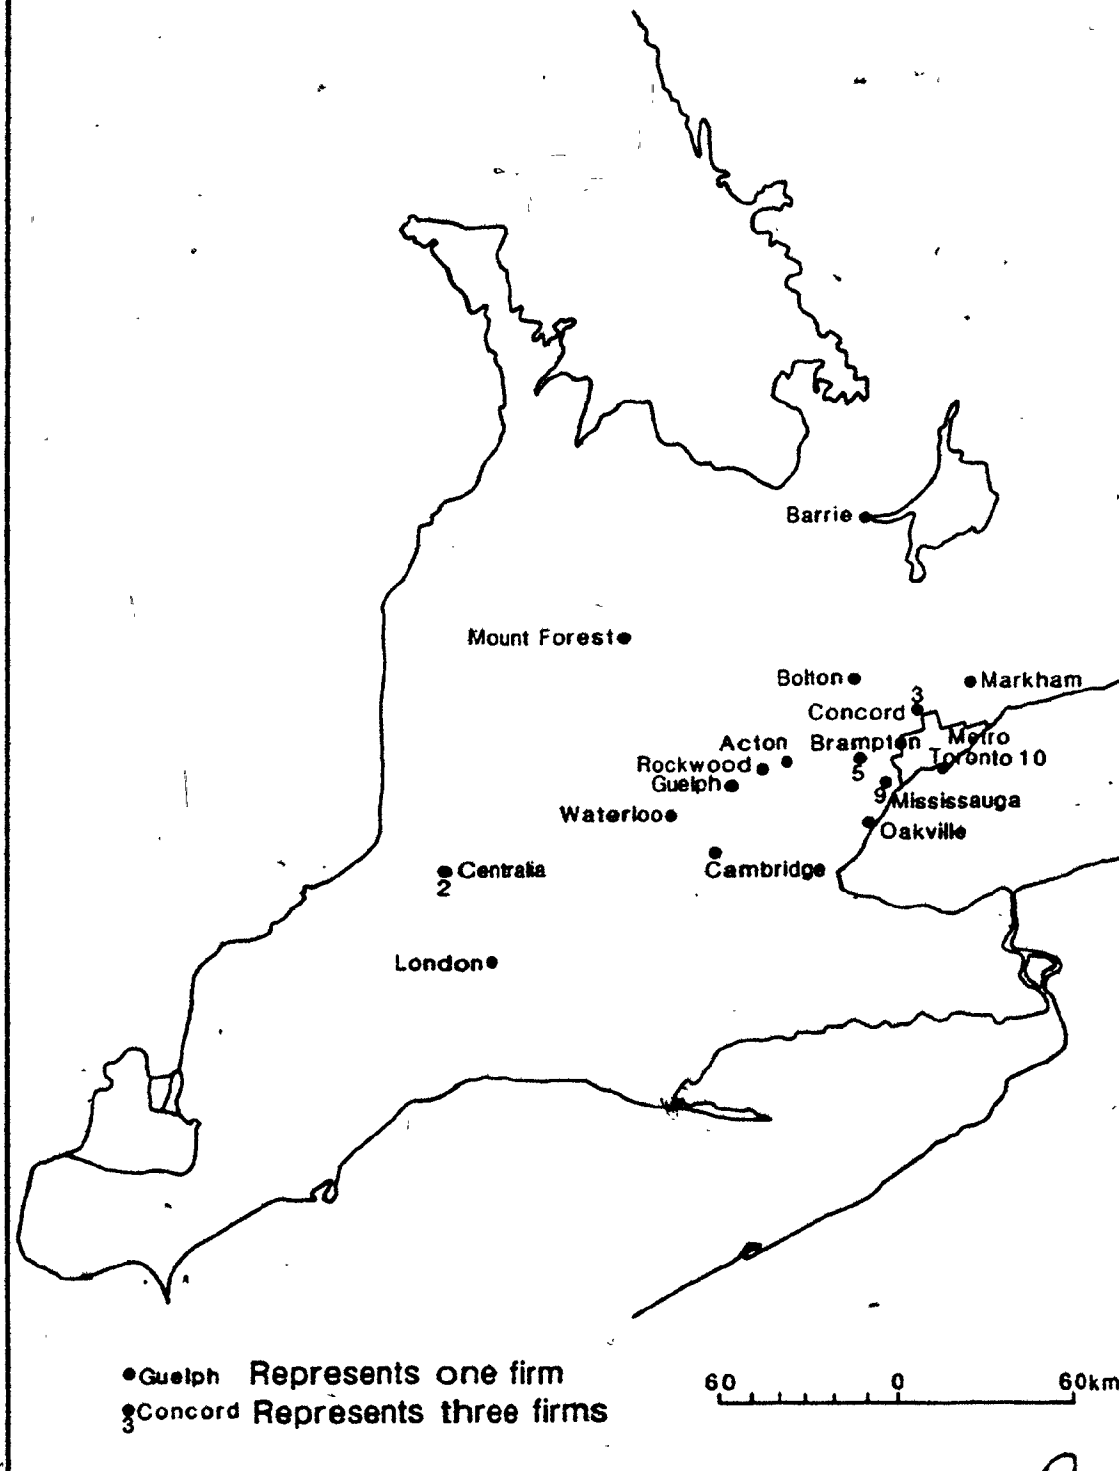 Barrie
Mount Forest
Bolton
Markham
3
Concord
Metro
Toronto 10
Acton
Brampton
5
Rockwood
Guelph
9
Mississauga
Waterloo
Oakville
Cambridge
Centralia
2
London
Guelph Represents one firm
3 Concord Represents three firms
60 0 60km